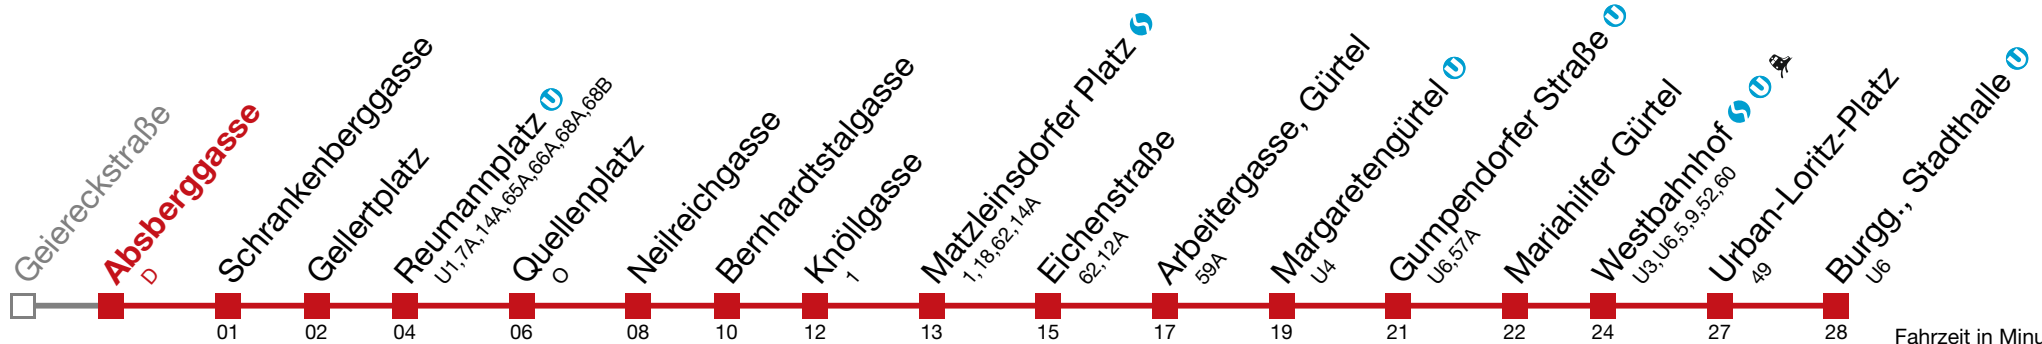 Geiereckstraße
Absberggasse
D
Schrankenberggasse
01
Gellertplatz
02
Reumannplatz U
U1,7A,14A,65A,66A,68A,68B
04
Quellenplatz
O
06
Neilreichgasse
08
Bernhardtstalgasse
10
Knöllgasse
1
12
Matzleinsdorfer Platz S
1,18,62,14A
13
Eichenstraße
62,12A
15
Arbeitergasse, Gürtel
59A
17
Margaretengürtel U
U4
19
Gumpendorfer Straße U
U6,57A
21
Mariahilfer Gürtel
22
Westbahnhof S U
U3,U6,5,9,52,60
24
Urban-Loritz-Platz
49
27
Burgg., Stadthalle U
U6
28
Fahrzeit in Minu